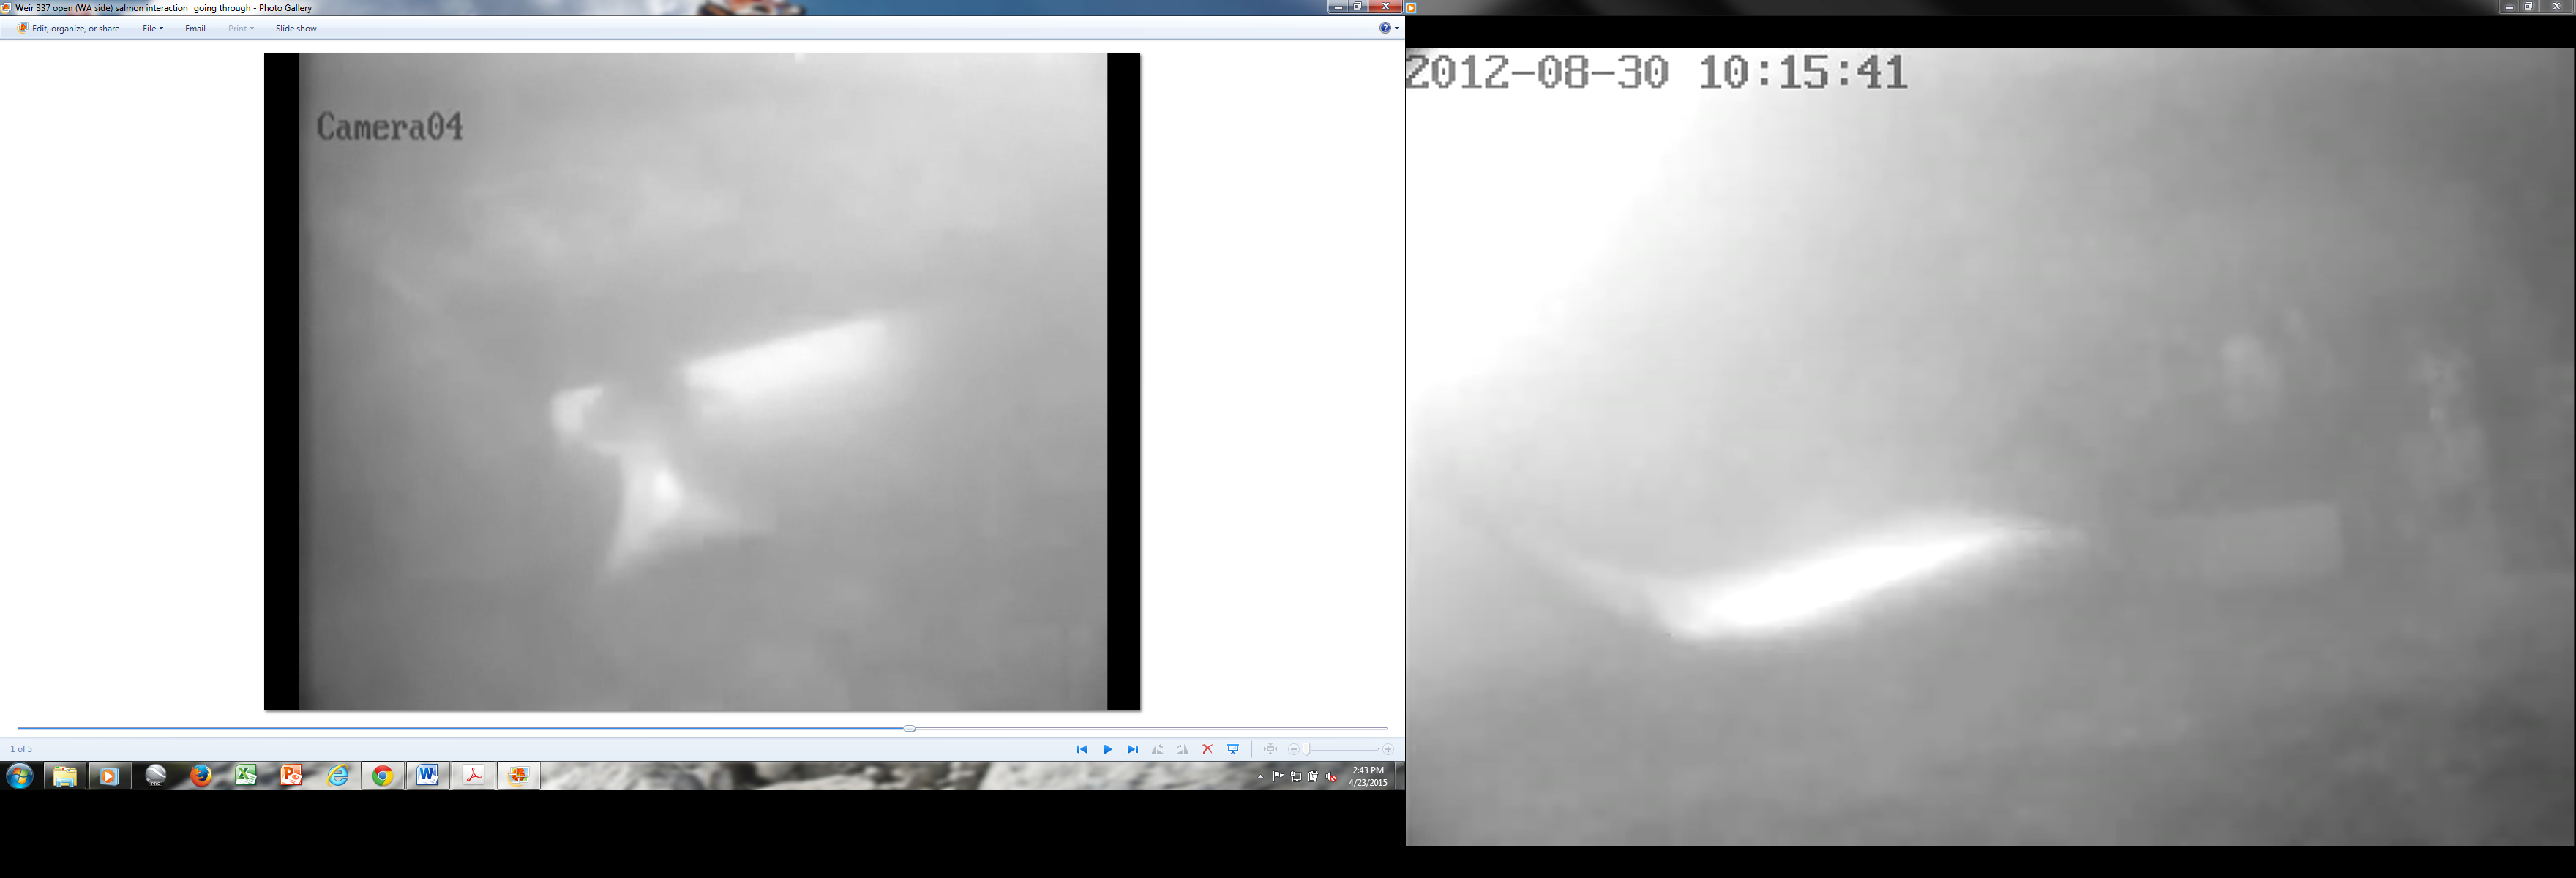 Weir 337 open (WA side) salmon interaction _going through - Photo Gallery
Edit, organize, or share File Email Print Slide show
Camera04
2012-08-30 10:15:41
1 of 5
2:43 PM
4/23/2015